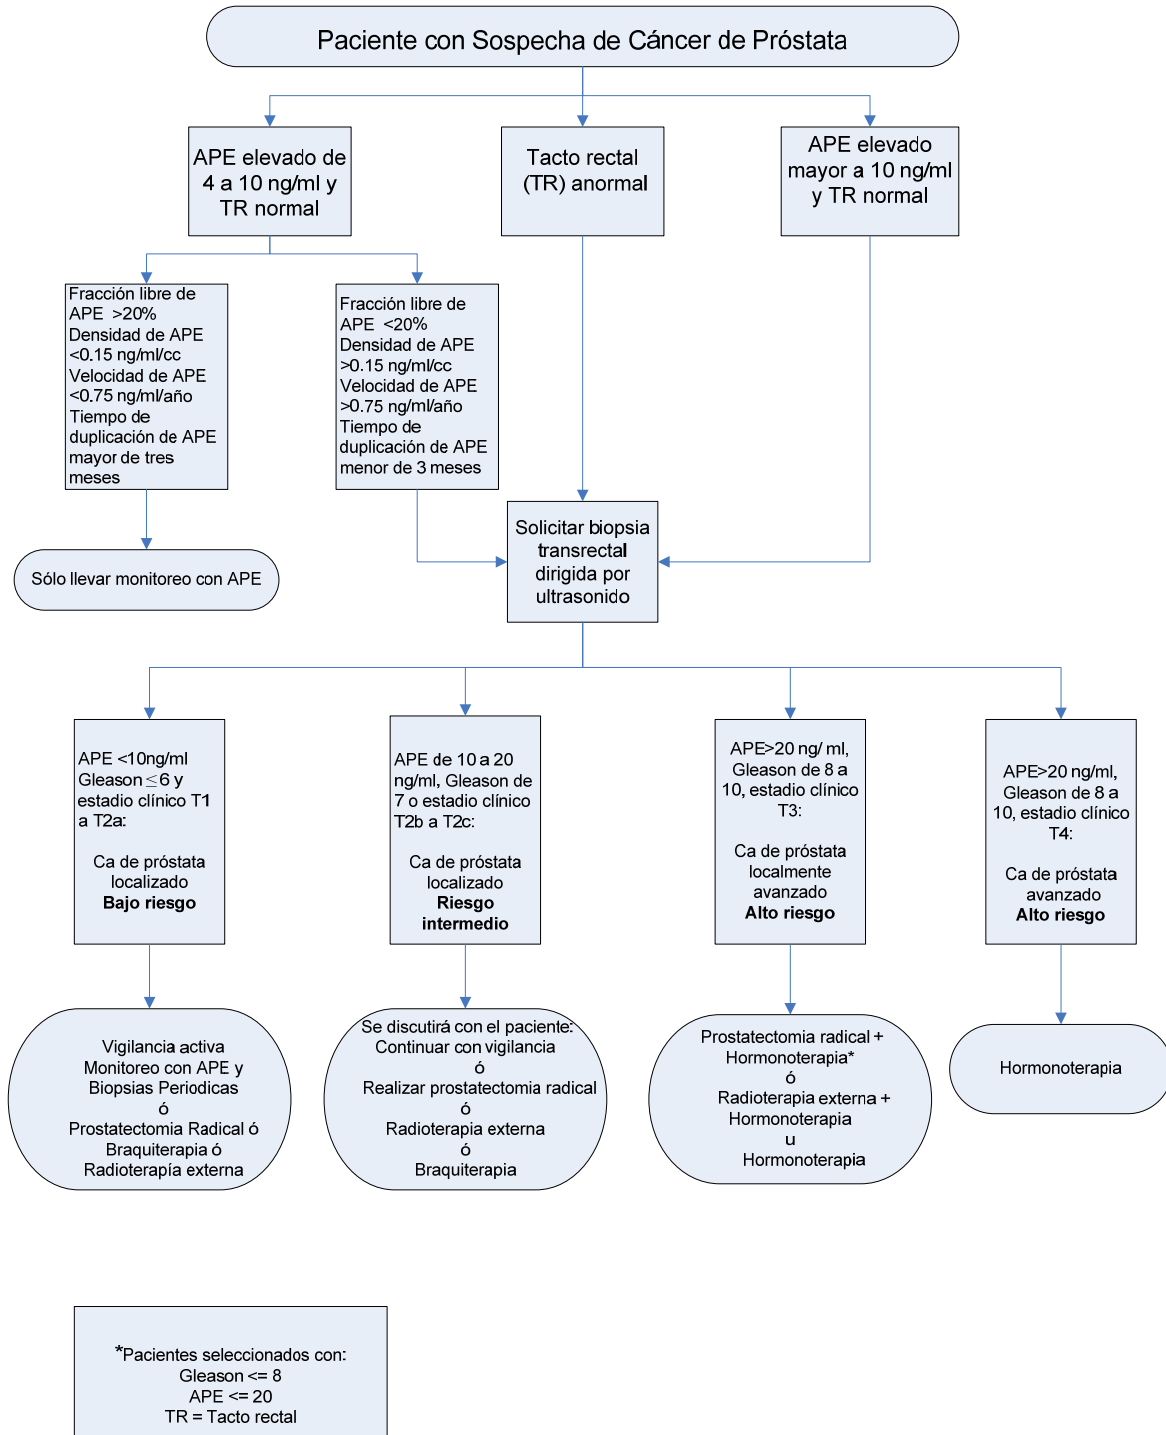 Paciente con Sospecha de Cáncer de Próstata
APE elevado de
4 a 10 ng/ml y
TR normal
Tacto rectal
(TR) anormal
APE elevado
mayor a 10 ng/ml
y TR normal
Fracción libre de
APE >20%
Densidad de APE
<0.15 ng/ml/cc
Velocidad de APE
<0.75 ng/ml/año
Tiempo de
duplicación de APE
mayor de tres
meses
Fracción libre de
APE <20%
Densidad de APE
>0.15 ng/ml/cc
Velocidad de APE
>0.75 ng/ml/año
Tiempo de
duplicación de APE
menor de 3 meses
Sólo llevar monitoreo con APE
Solicitar biopsia
transrectal
dirigida por
ultrasonido
APE <10ng/ml
Gleason ≤6 y
estadio clínico T1
a T2a:
Ca de próstata
localizado
Bajo riesgo
APE de 10 a 20
ng/ml, Gleason de
7 o estadio clínico
T2b a T2c:
Ca de próstata
localizado
Riesgo
intermedio
APE>20 ng/ ml,
Gleason de 8 a
10, estadio clínico
T3:
Ca de próstata
localmente
avanzado
Alto riesgo
APE>20 ng/ml,
Gleason de 8 a
10, estadio clínico
T4:
Ca de próstata
avanzado
Alto riesgo
Vigilancia activa
Monitoreo con APE y
Biopsias Periodicas
ó
Prostatectomia Radical ó
Braquiterapia ó
Radioterapía externa
Se discutirá con el paciente:
Continuar con vigilancia
ó
Realizar prostatectomia radical
ó
Radioterapia externa
ó
Braquiterapia
Prostatectomia radical +
Hormonoterapia*
ó
Radioterapia externa +
Hormonoterapia
u
Hormonoterapia
Hormonoterapia
*Pacientes seleccionados con:
Gleason <= 8
APE <= 20
TR = Tacto rectal